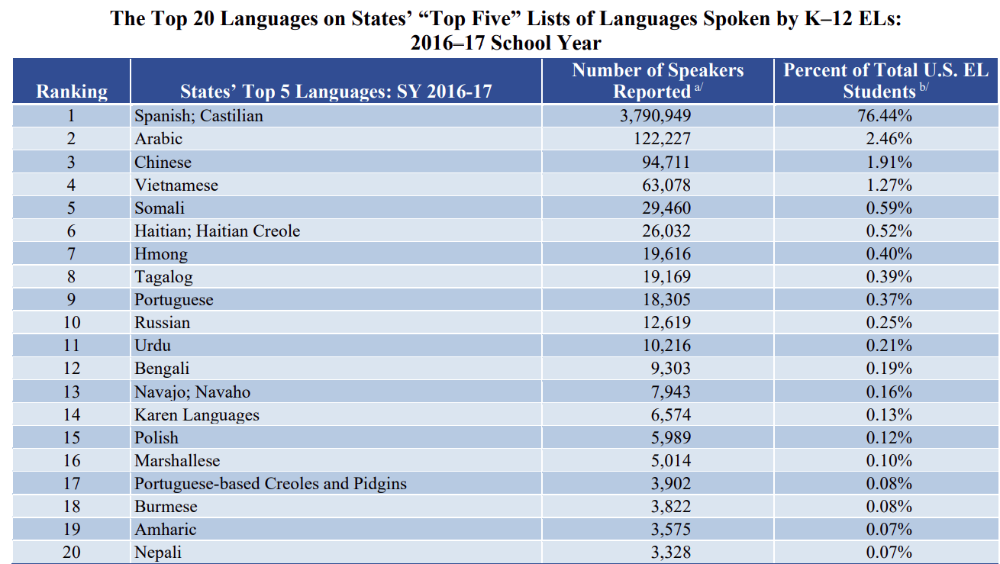 The Top 20 Languages on States’ “Top Five” Lists of Languages Spoken by K–12 ELs:
2016–17 School Year
Ranking States’ Top 5 Languages: SY 2016-17 Number of Speakers Reported a/ Percent of Total U.S. EL Students b/
1 Spanish; Castilian 3,790,949 76.44%
2 Arabic 122,227 2.46%
3 Chinese 94,711 1.91%
4 Vietnamese 63,078 1.27%
5 Somali 29,460 0.59%
6 Haitian; Haitian Creole 26,032 0.52%
7 Hmong 19,616 0.40%
8 Tagalog 19,169 0.39%
9 Portuguese 18,305 0.37%
10 Russian 12,619 0.25%
11 Urdu 10,216 0.21%
12 Bengali 9,303 0.19%
13 Navajo; Navaho 7,943 0.16%
14 Karen Languages 6,574 0.13%
15 Polish 5,989 0.12%
16 Marshallese 5,014 0.10%
17 Portuguese-based Creoles and Pidgins 3,902 0.08%
18 Burmese 3,822 0.08%
19 Amharic 3,575 0.07%
20 Nepali 3,328 0.07%